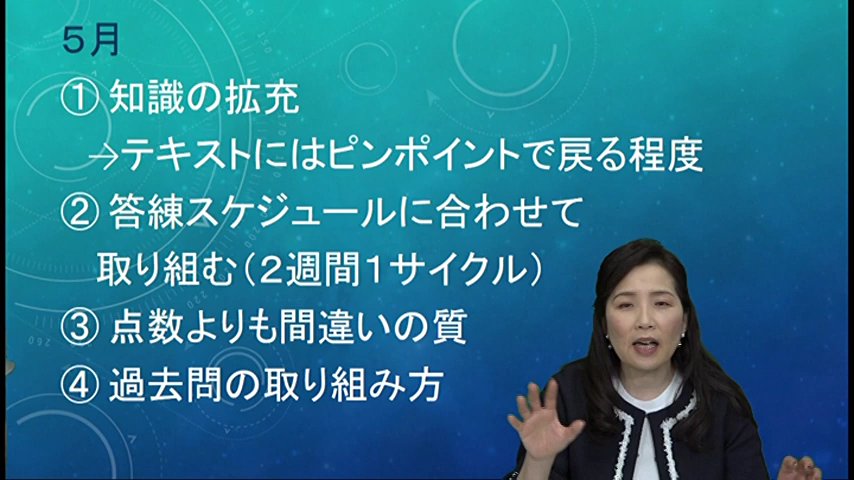 ５月
① 知識の拡充
→テキストにはピンポイントで戻る程度
② 答練スケジュールに合わせて
取り組む（２週間１サイクル）
③ 点数よりも間違いの質
④ 過去問の取り組み方